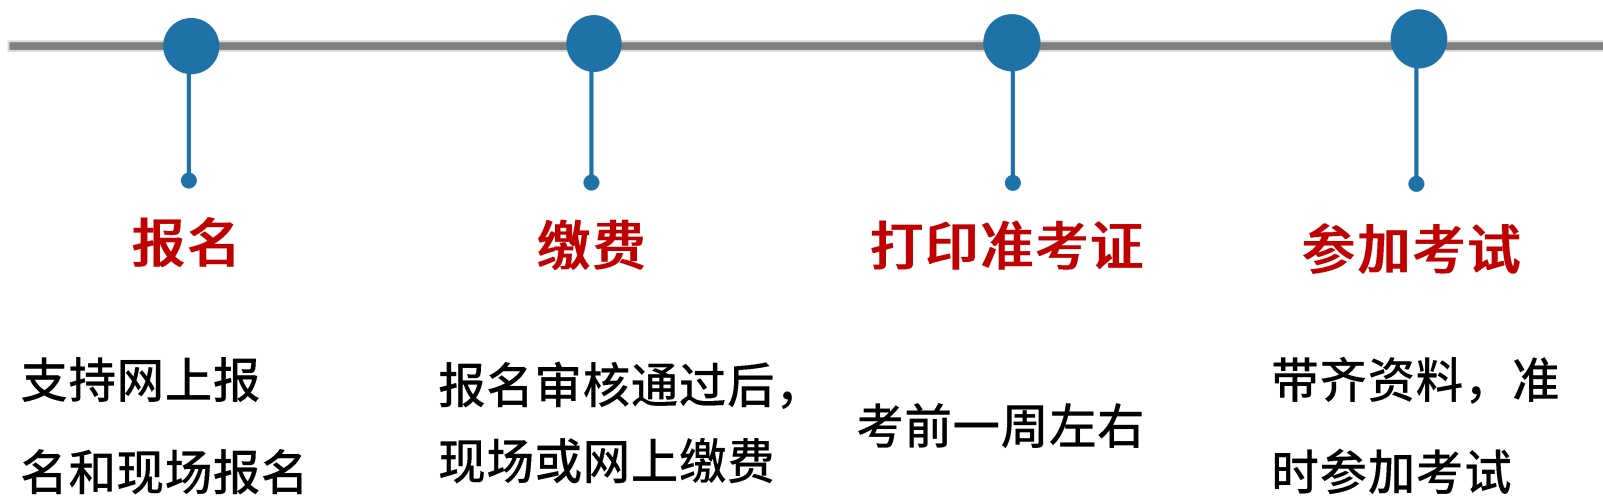 报名
支持网上报
名和现场报名
缴费
报名审核通过后，
现场或网上缴费
打印准考证
考前一周左右
参加考试
带齐资料，准
时参加考试